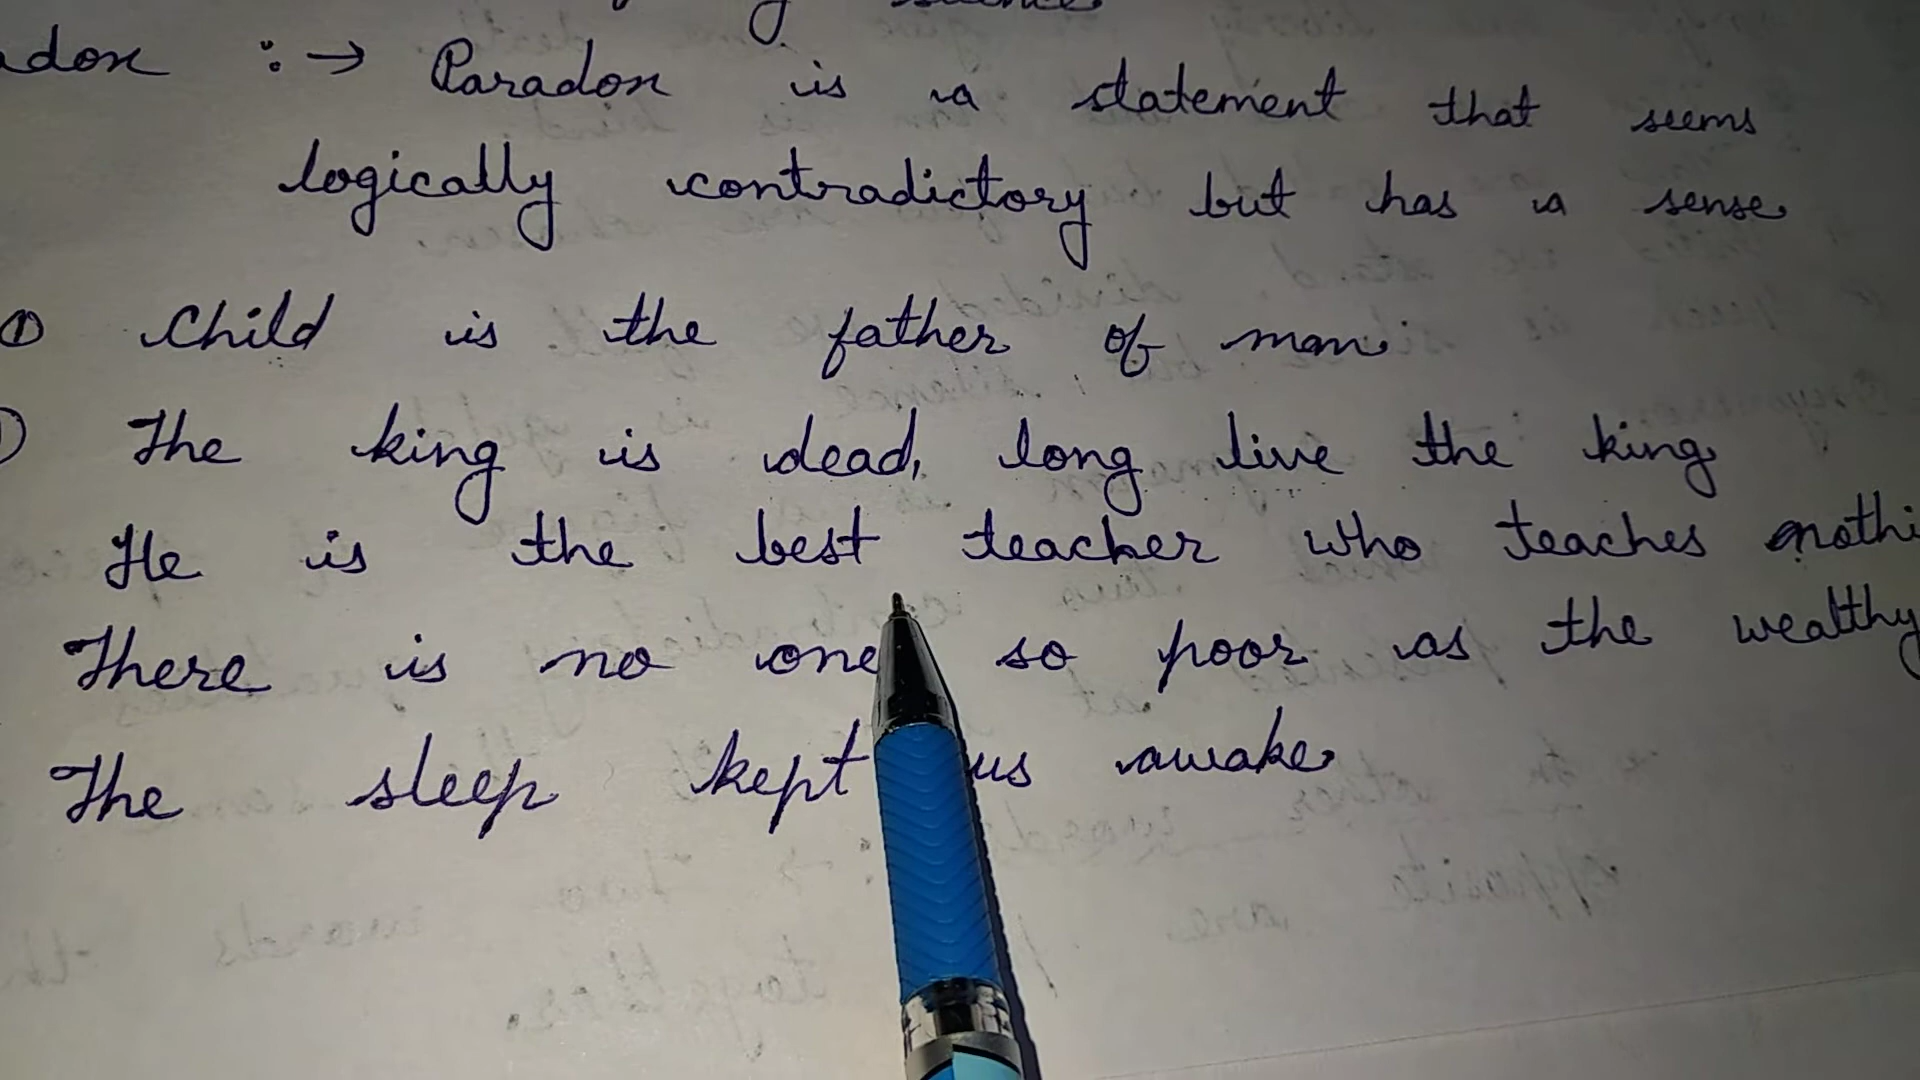 Paradox :→ Paradox is a statement that seems
logically contradictory but has a sense
① Child is the father of man.
The king is dead, long live the king
He is the best teacher who teaches
There is no one so poor as the wealthy
The sleep kept us awake